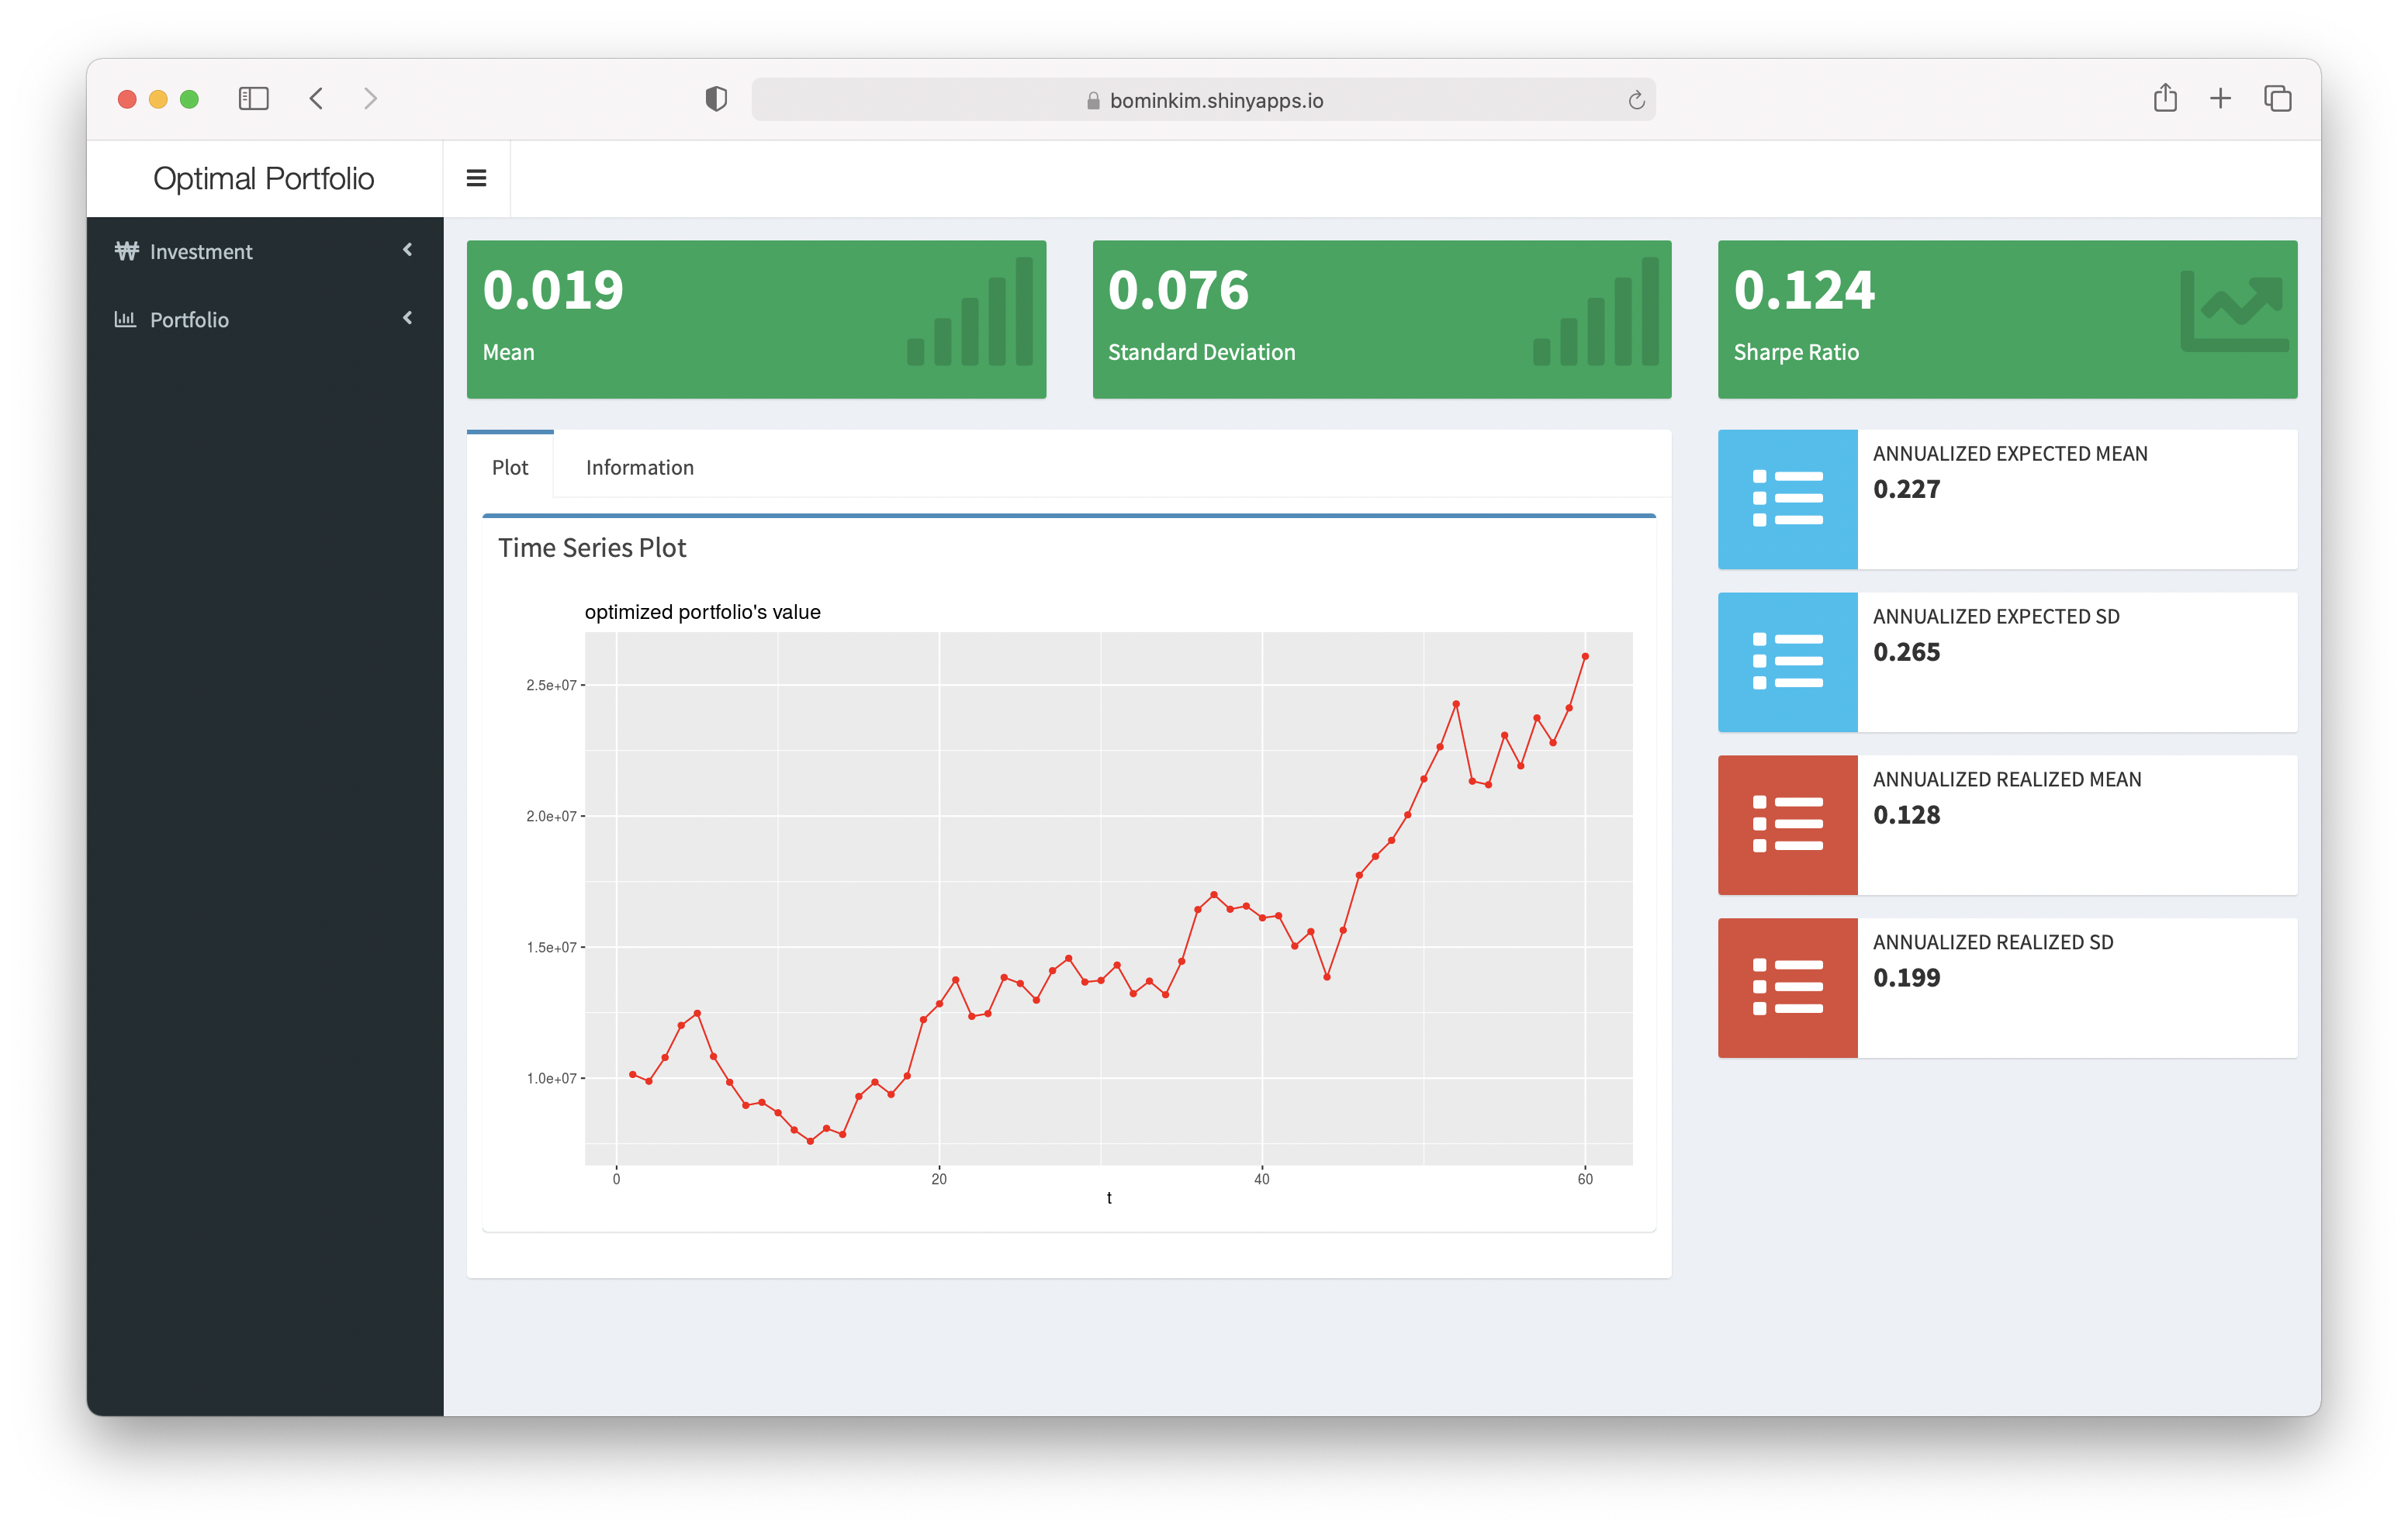 bominkim.shinyapps.io
Optimal Portfolio
Investment
Portfolio
0.019
Mean
0.076
Standard Deviation
0.124
Sharpe Ratio
Plot
Information
Time Series Plot
optimized portfolio's value
2.5e+07
2.0e+07
1.5e+07
1.0e+07
0
20
40
60
t
ANNUALIZED EXPECTED MEAN
0.227
ANNUALIZED EXPECTED SD
0.265
ANNUALIZED REALIZED MEAN
0.128
ANNUALIZED REALIZED SD
0.199